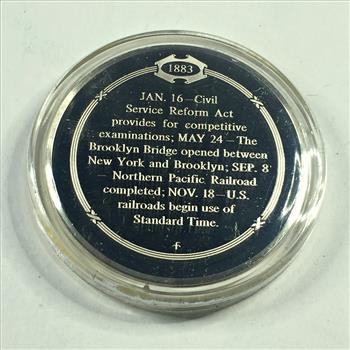 1883
JAN. 16—Civil
Service Reform Act
provides for competitive
examinations; MAY 24—The
Brooklyn Bridge opened between
New York and Brooklyn; SEP. 8
—Northern Pacific Railroad
completed; NOV. 18—U.S.
railroads begin use of
Standard Time.